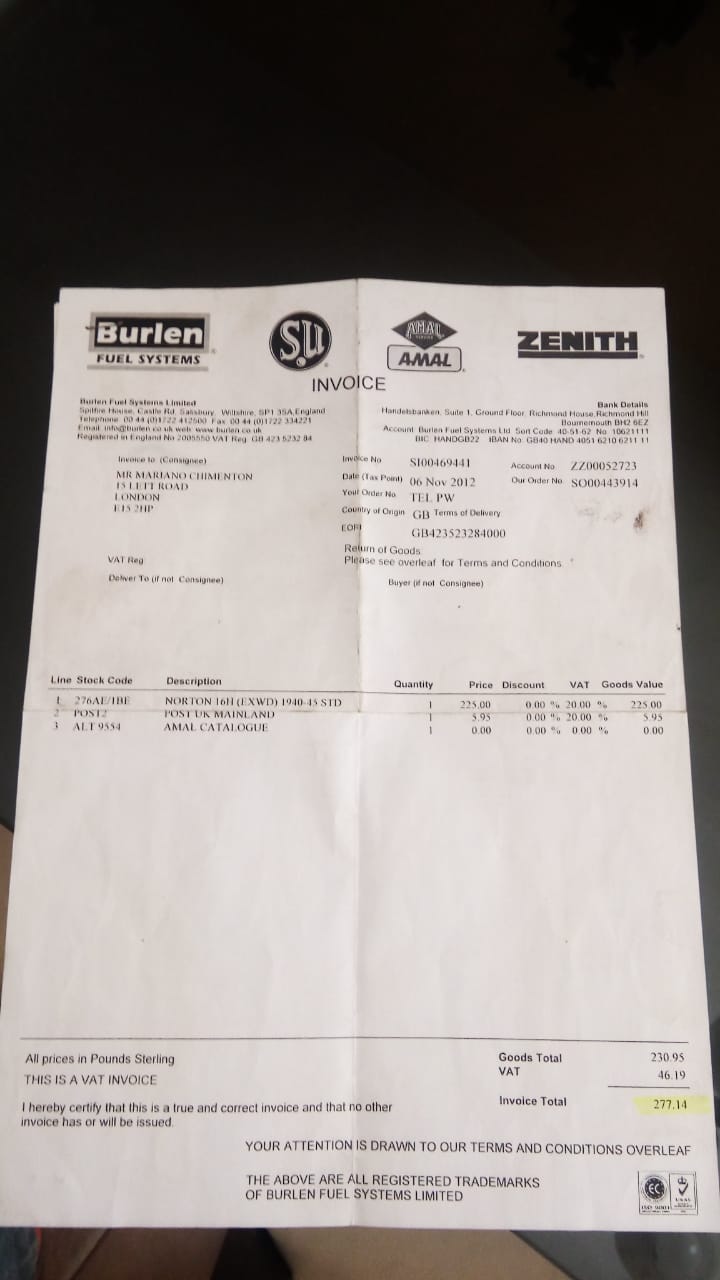 Burlen
FUEL SYSTEMS
S.U
AMAL
AMAL
ZENITH
INVOICE
Burlen Fuel Systems Limited
Spitfire House, Castle Rd, Salisbury, Wiltshire, SP1 3SA, England
Telephone 00 44 (0)1722 412500 Fax 00 44 (0)1722 334221
Email info@burlen.co.uk web www.burlen.co.uk
Registered in England No 2005550 VAT Reg GB 423 5232 84
Bank Details
Handelsbanken, Suite 1, Ground Floor, Richmond House, Richmond Hill
Bournemouth BH2 6EZ
Account Burlen Fuel Systems Ltd Sort Code 40-51-62 No 10621111
BIC HANDGB22 IBAN No GB40 HAND 4051 6210 6211 11
Invoice to (Consignee)
MR MARIANO CHIMENTON
15 LETT ROAD
LONDON
E15 2HP
Invoice No SI00469441
Account No ZZ00052723
Date (Tax Point) 06 Nov 2012
Our Order No SO00443914
Your Order No TEL PW
Country of Origin GB Terms of Delivery
EORI GB423523284000
Return of Goods
Please see overleaf for Terms and Conditions.
VAT Reg
Deliver To (if not Consignee)
Buyer (if not Consignee)
Line Stock Code Description Quantity Price Discount VAT Goods Value
1 276AE/1BE NORTON 16H (EXWD) 1940-45 STD 1 225.00 0.00 % 20.00 % 225.00
2 POST2 POST UK MAINLAND 1 5.95 0.00 % 20.00 % 5.95
3 ALT 9554 AMAL CATALOGUE 1 0.00 0.00 % 0.00 % 0.00
All prices in Pounds Sterling
THIS IS A VAT INVOICE
I hereby certify that this is a true and correct invoice and that no other
invoice has or will be issued.
Goods Total 230.95
VAT 46.19
Invoice Total 277.14
YOUR ATTENTION IS DRAWN TO OUR TERMS AND CONDITIONS OVERLEAF
THE ABOVE ARE ALL REGISTERED TRADEMARKS
OF BURLEN FUEL SYSTEMS LIMITED
ISO 9001